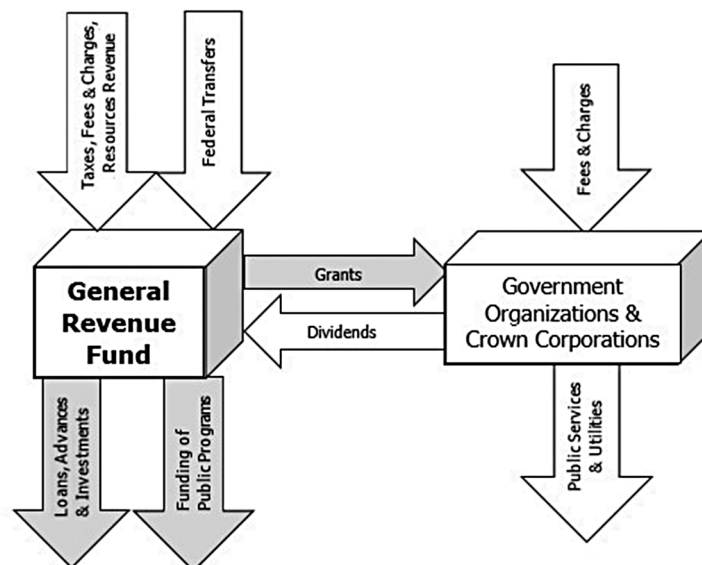 Taxes, Fees & Charges,
Resources Revenue
Federal Transfers
Fees & Charges
General
Revenue
Fund
Grants
Dividends
Government
Organizations &
Crown Corporations
Loans, Advances
& Investments
Funding of
Public Programs
Public Services
& Utilities